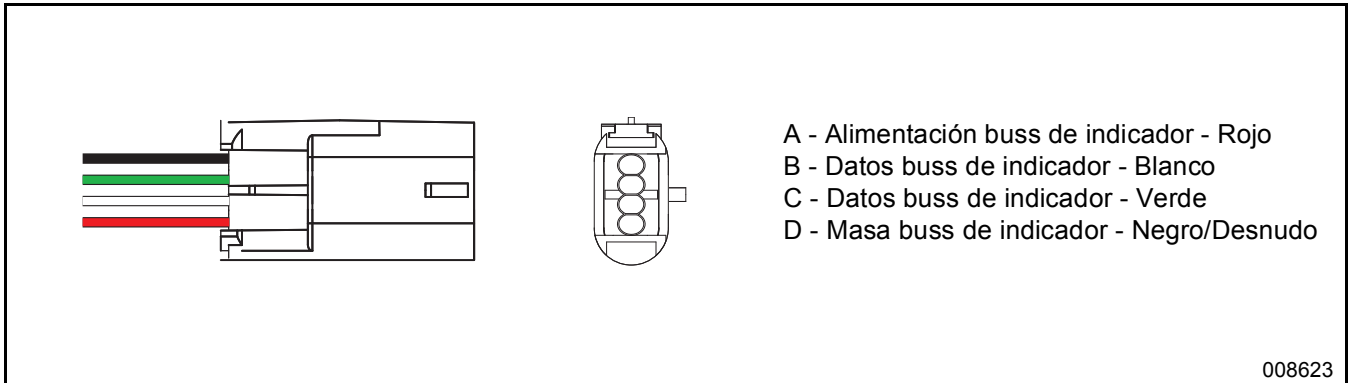 A - Alimentación buss de indicador - Rojo
B - Datos buss de indicador - Blanco
C - Datos buss de indicador - Verde
D - Masa buss de indicador - Negro/Desnudo
008623